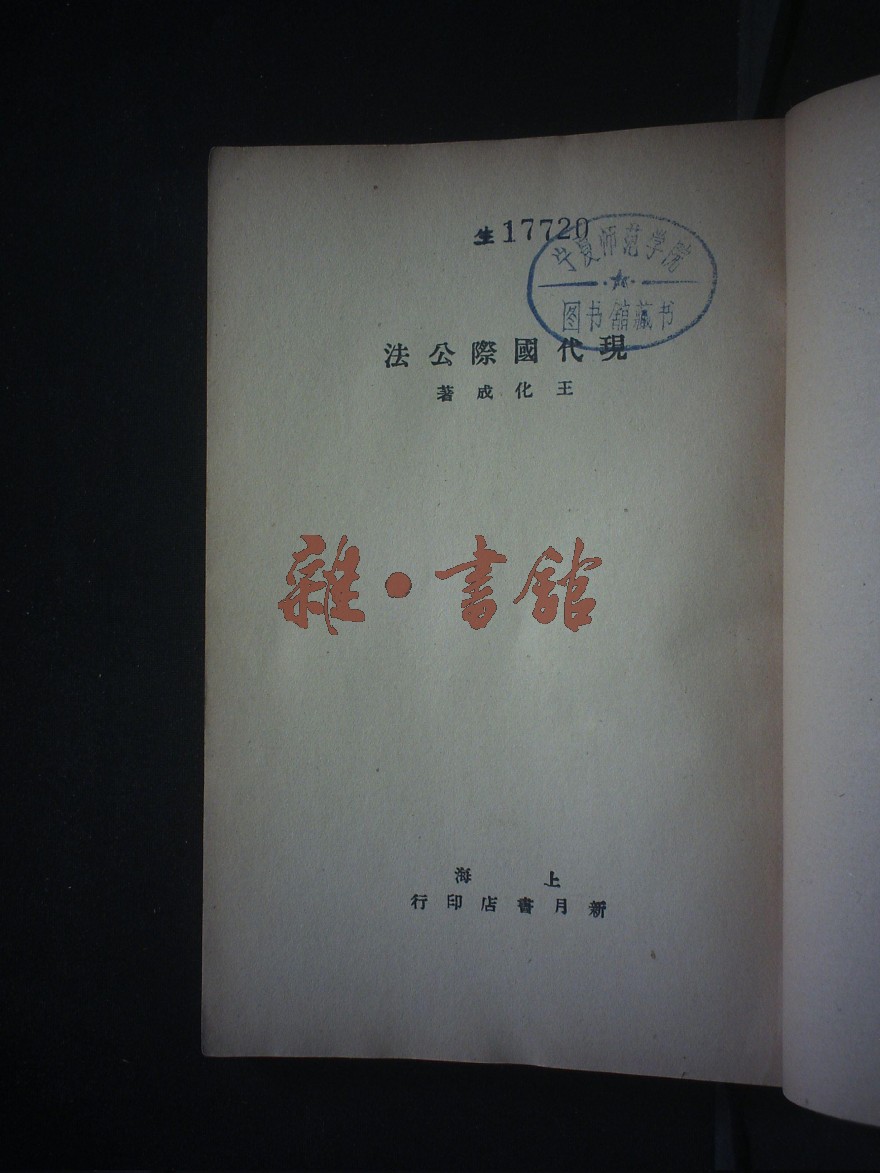 生17720
宁夏师范学院
图书馆藏书
現代國際公法
王化成著
雜·書館
上海
新月書店印行